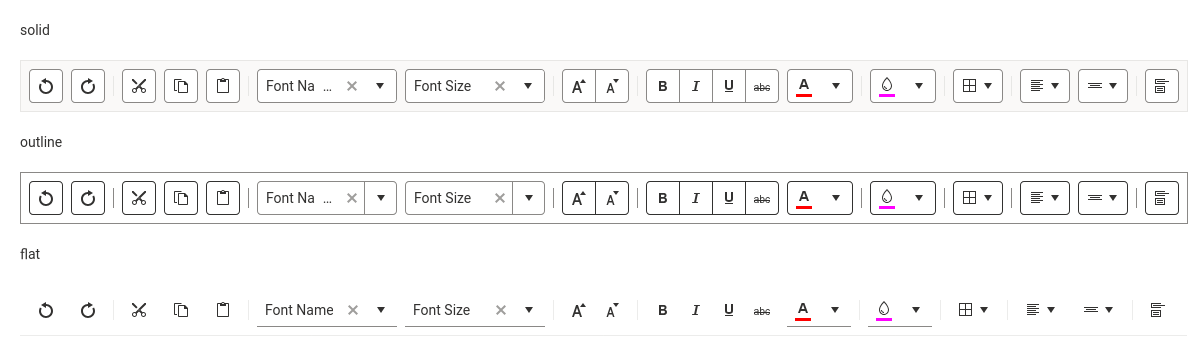 solid
Font Na ... Font Size A A B I U abc A
outline
Font Na ... Font Size A A B I U abc A
flat
Font Name Font Size A A B I U abc A